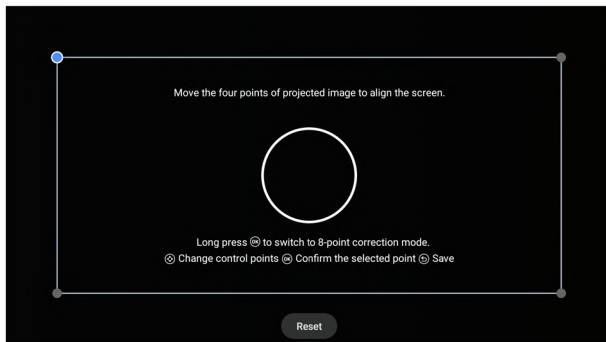 Move the four points of projected image to align the screen.
Long press OK to switch to 8-point correction mode.
Change control points OK Confirm the selected point Save
Reset